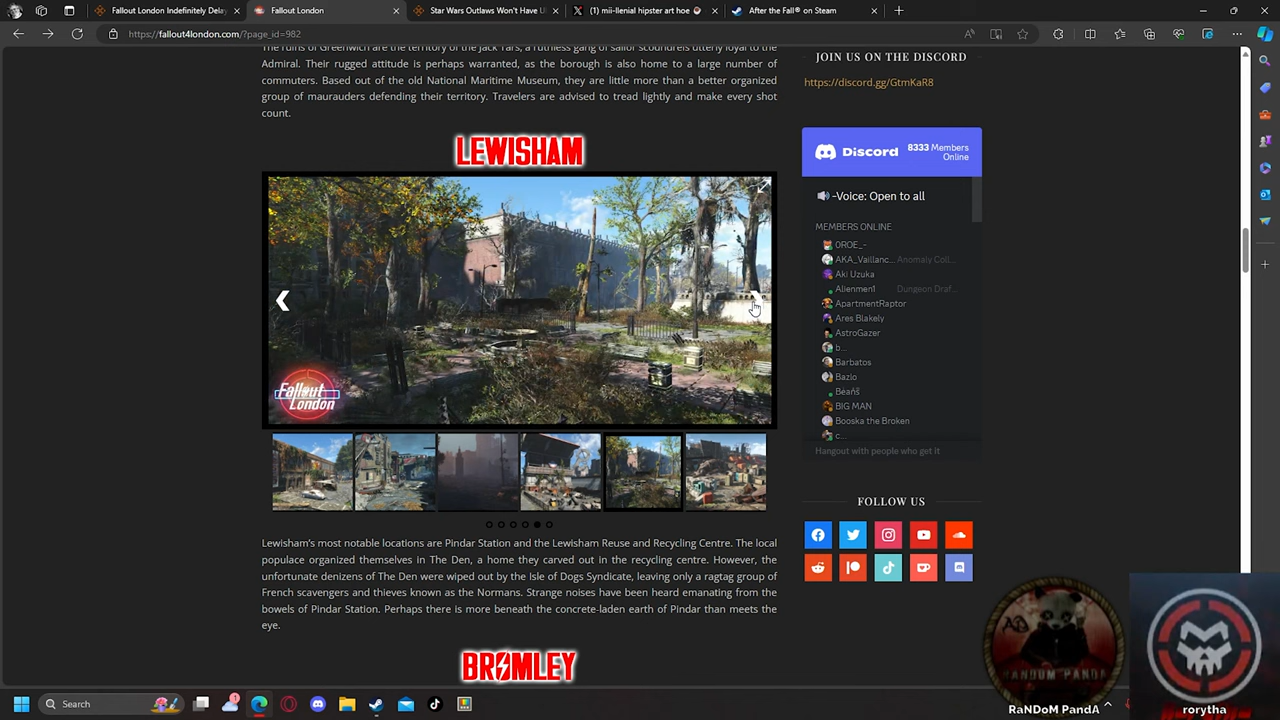 Fallout London Indefinitely Delay
Fallout London
Star Wars Outlaws Won't Have U
(1) mii-llenial hipster art hoe
After the Fall® on Steam
https://fallout4london.com/?page_id=982
The ruins of Greenwich are the territory of the Jack Tars, a ruthless gang of sailor scoundrels utterly loyal to the
Admiral. Their rugged attitude is perhaps warranted, as the borough is also home to a large number of
commuters. Based out of the old National Maritime Museum, they are little more than a better organized
group of maurauders defending their territory. Travelers are advised to tread lightly and make every shot
count.
LEWISHAM
Fallout
London
Lewisham's most notable locations are Pindar Station and the Lewisham Reuse and Recycling Centre. The local
populace organized themselves in The Den, a home they carved out in the recycling centre. However, the
unfortunate denizens of The Den were wiped out by the Isle of Dogs Syndicate, leaving only a ragtag group of
French scavengers and thieves known as the Normans. Strange noises have been heard emanating from the
bowels of Pindar Station. Perhaps there is more beneath the concrete-laden earth of Pindar than meets the
eye.
BROMLEY
JOIN US ON THE DISCORD
https://discord.gg/GtmKaR8
Discord
8333 Members
Online
-Voice: Open to all
MEMBERS ONLINE
0ROE_-
AKA_Vaillanc... Anomaly Coll...
Aki Uzuka
Alienmen1 Dungeon Draf...
ApartmentRaptor
Ares Blakely
AstroGazer
b...
Barbatos
Bazio
Béaňš
BIG MAN
Booska the Broken
c...
Hangout with people who get it
FOLLOW US
RANDOM PANDA
RaNDoM PandA
rorytha
Search